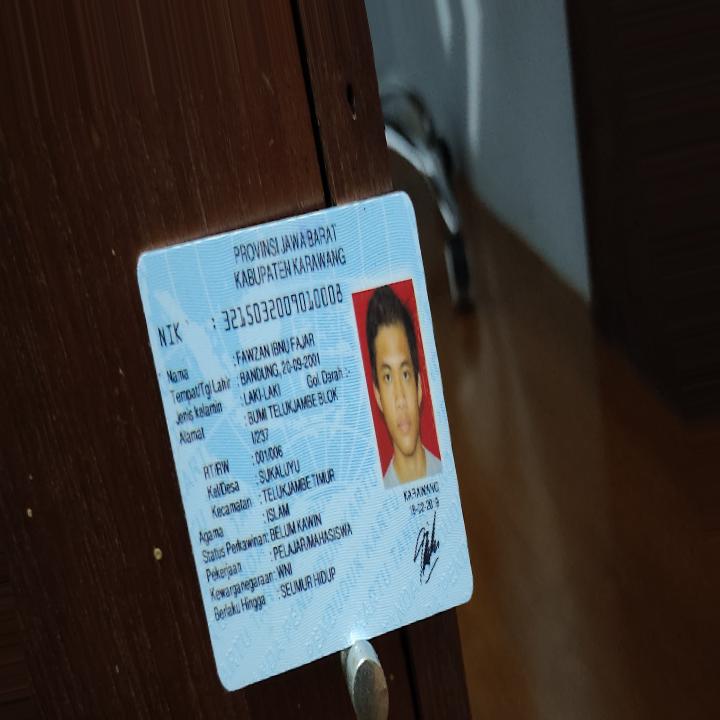 PROVINSI JAWA BARAT
KABUPATEN KARAWANG
NIK : 3215032009010008
Nama : FAWZAN IBNU FAJAR
Tempat/Tgl Lahir : BANDUNG, 20-09-2001
Jenis kelamin : LAKI-LAKI Gol. Darah :-
Alamat : BUMI TELUKJAMBE BLOK
I/237
RT/RW : 001/006
Kel/Desa : SUKALUYU
Kecamatan : TELUKJAMBE TIMUR
Agama : ISLAM
Status Perkawinan: BELUM KAWIN
Pekerjaan : PELAJAR/MAHASISWA
Kewarganegaraan: WNI
Berlaku Hingga : SEUMUR HIDUP
KARAWANG